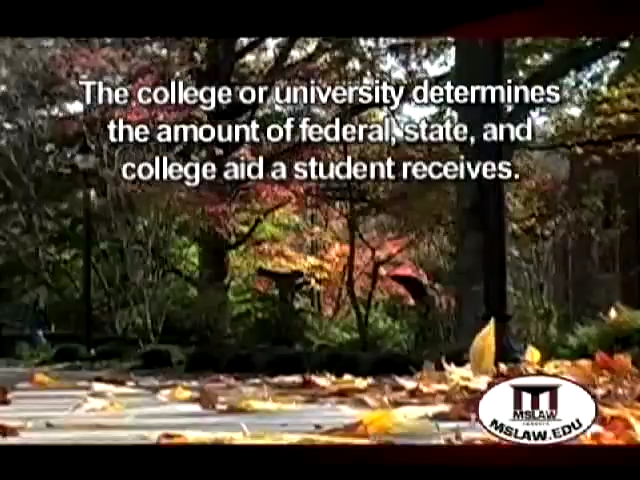 The college or university determines
the amount of federal, state, and
college aid a student receives.
MSLAW
MSLAW.EDU